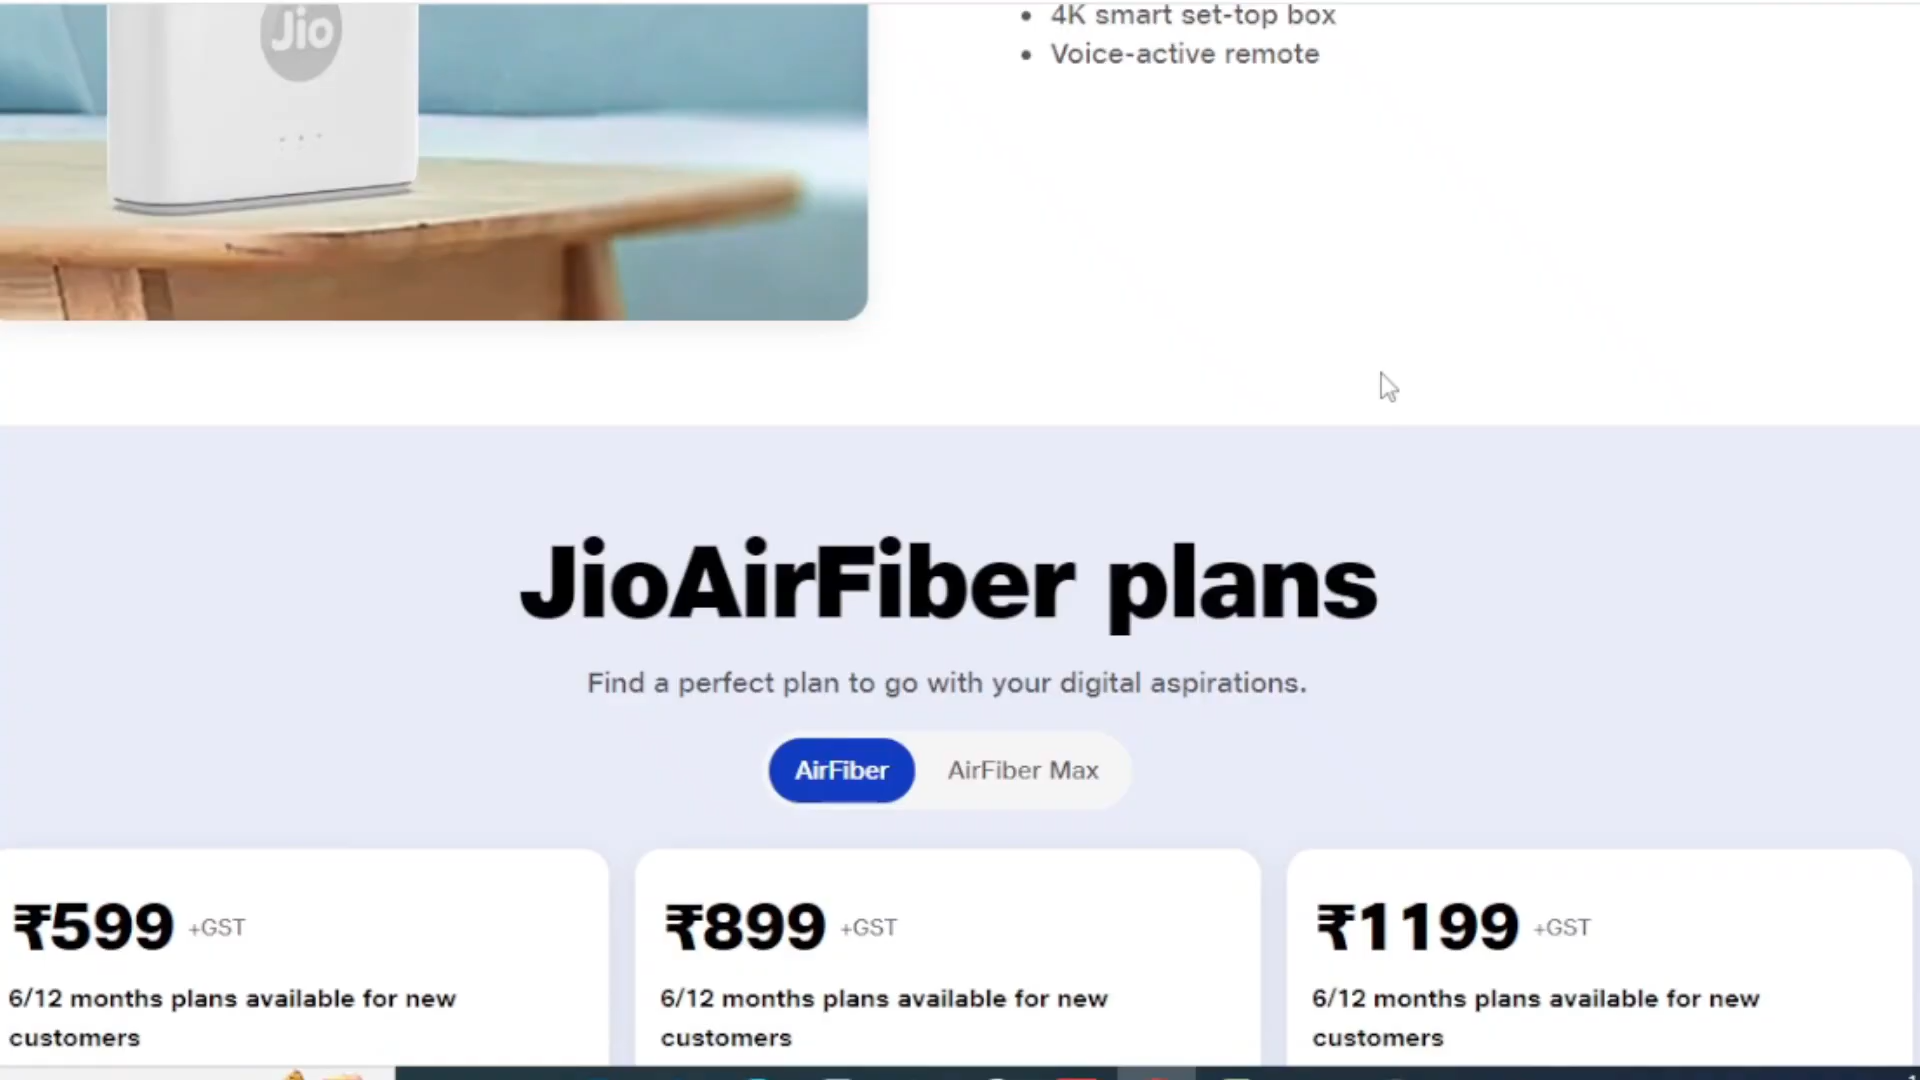 Jio
4K smart set-top box
Voice-active remote
JioAirFiber plans
Find a perfect plan to go with your digital aspirations.
AirFiber
AirFiber Max
₹599 +GST
6/12 months plans available for new
customers
₹899 +GST
6/12 months plans available for new
customers
₹1199 +GST
6/12 months plans available for new
customers